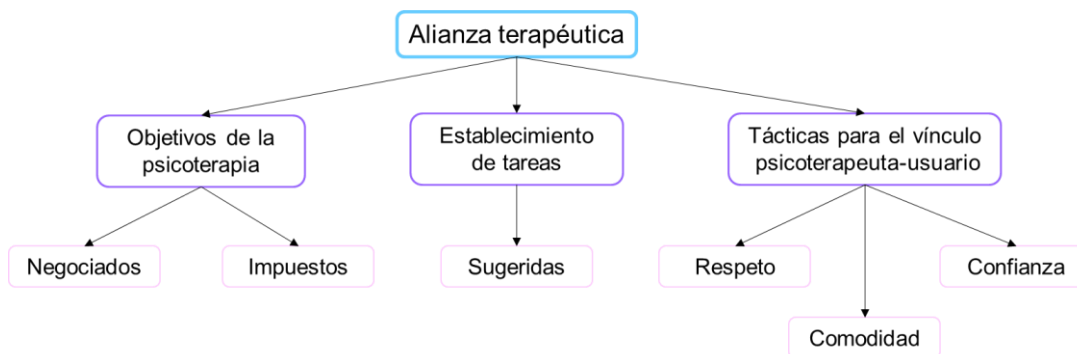 Alianza terapéutica
Objetivos de la
psicoterapia
Establecimiento
de tareas
Tácticas para el vínculo
psicoterapeuta-usuario
Negociados
Impuestos
Sugeridas
Respeto
Confianza
Comodidad